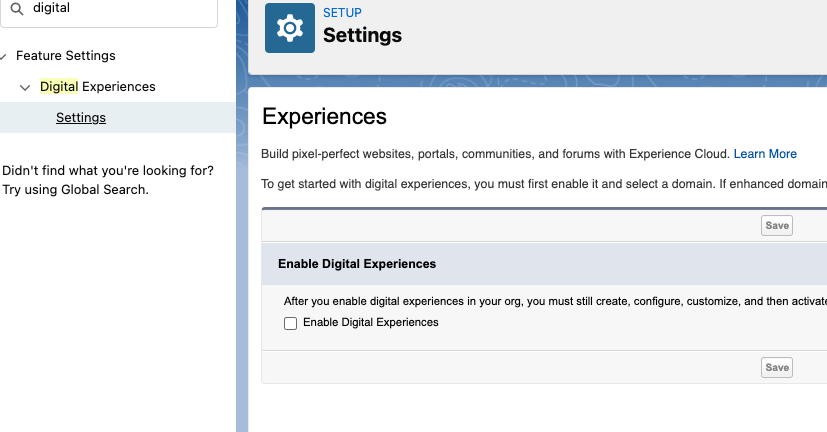 digital
Feature Settings
Digital Experiences
Settings
Didn't find what you're looking for?
Try using Global Search.
SETUP
Settings
Experiences
Build pixel-perfect websites, portals, communities, and forums with Experience Cloud. Learn More
To get started with digital experiences, you must first enable it and select a domain. If enhanced domain
Save
Enable Digital Experiences
After you enable digital experiences in your org, you must still create, configure, customize, and then activate
Enable Digital Experiences
Save